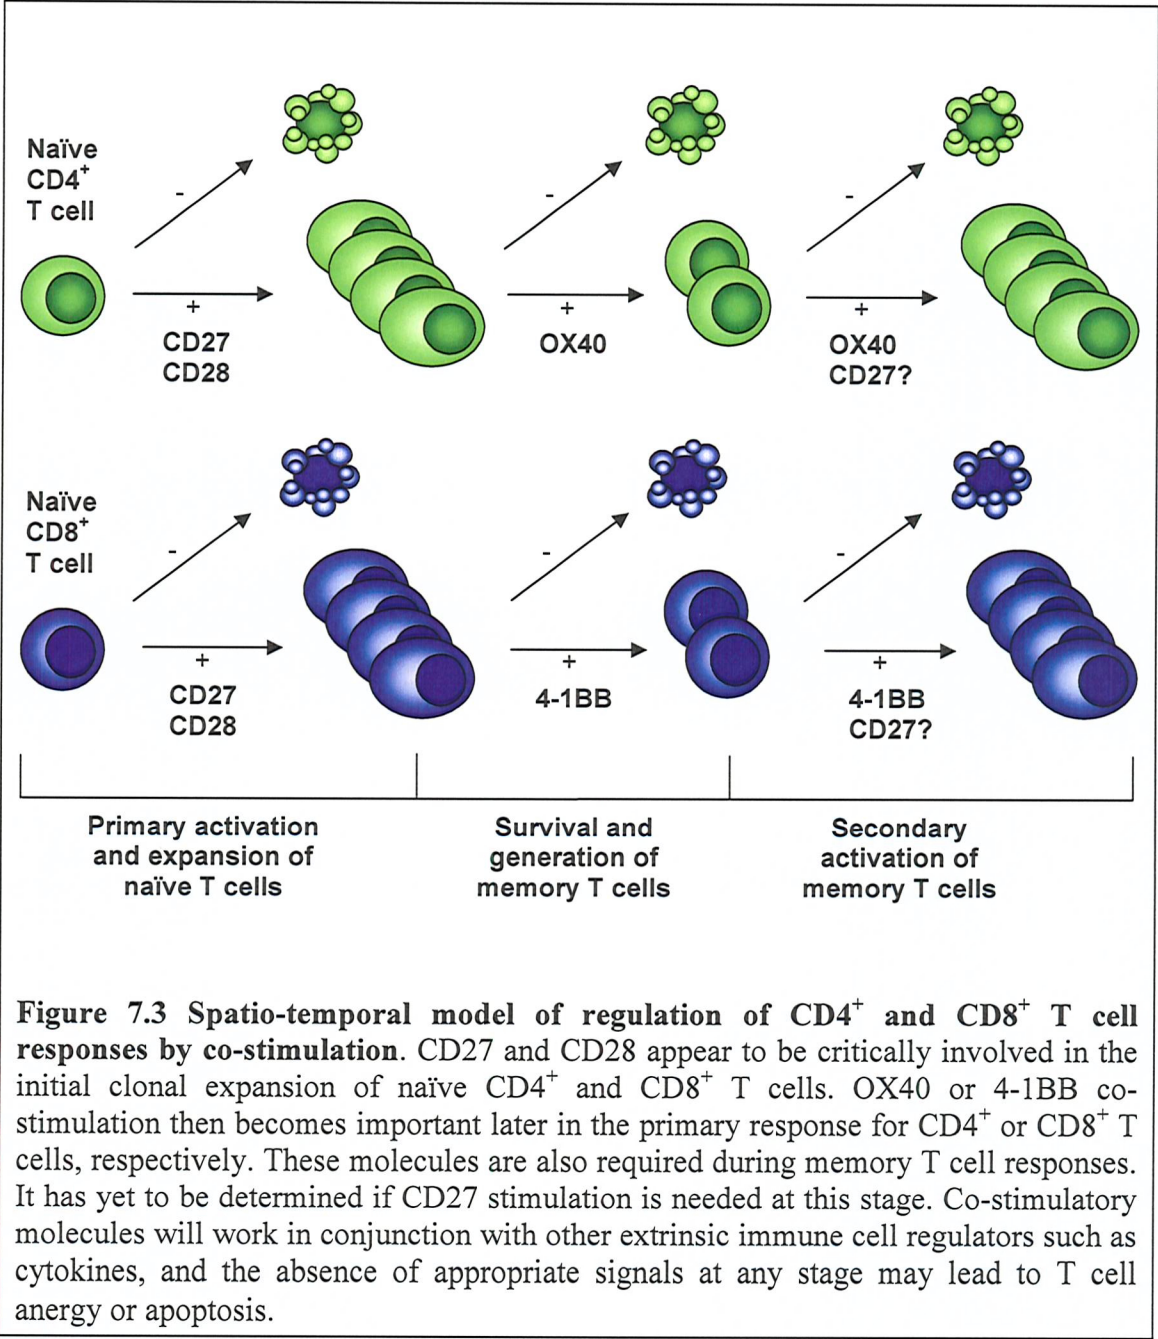 Naïve
CD4+
T cell
-
-
-
+
CD27
CD28
+
OX40
+
OX40
CD27?
Naïve
CD8+
T cell
-
-
-
+
CD27
CD28
+
4-1BB
+
4-1BB
CD27?
Primary activation
and expansion of
naïve T cells
Survival and
generation of
memory T cells
Secondary
activation of
memory T cells
Figure 7.3 Spatio-temporal model of regulation of CD4+ and CD8+ T cell
responses by co-stimulation. CD27 and CD28 appear to be critically involved in the
initial clonal expansion of naïve CD4+ and CD8+ T cells. OX40 or 4-1BB co-
stimulation then becomes important later in the primary response for CD4+ or CD8+ T
cells, respectively. These molecules are also required during memory T cell responses.
It has yet to be determined if CD27 stimulation is needed at this stage. Co-stimulatory
molecules will work in conjunction with other extrinsic immune cell regulators such as
cytokines, and the absence of appropriate signals at any stage may lead to T cell
anergy or apoptosis.